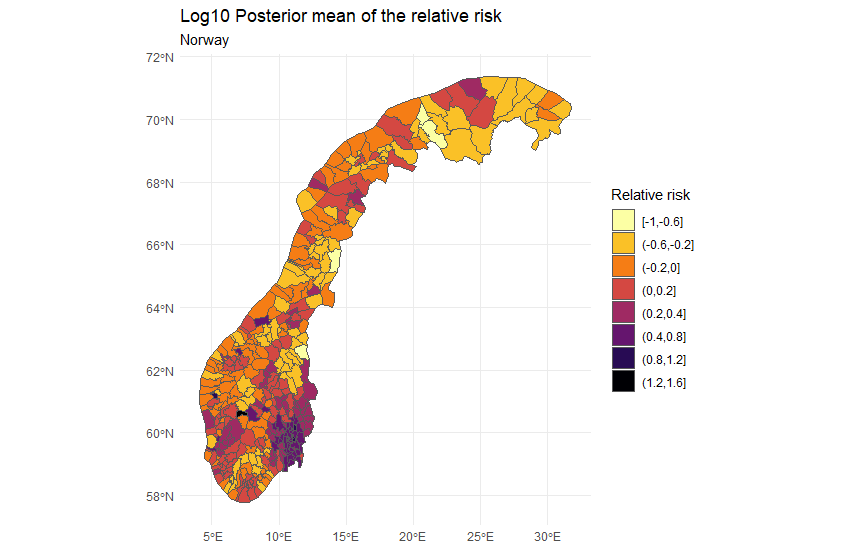 Log10 Posterior mean of the relative risk
Norway
72°N
70°N
68°N
66°N
64°N
62°N
60°N
58°N
5°E
10°E
15°E
20°E
25°E
30°E
Relative risk
[-1,-0.6]
(-0.6,-0.2]
(-0.2,0]
(0,0.2]
(0.2,0.4]
(0.4,0.8]
(0.8,1.2]
(1.2,1.6]